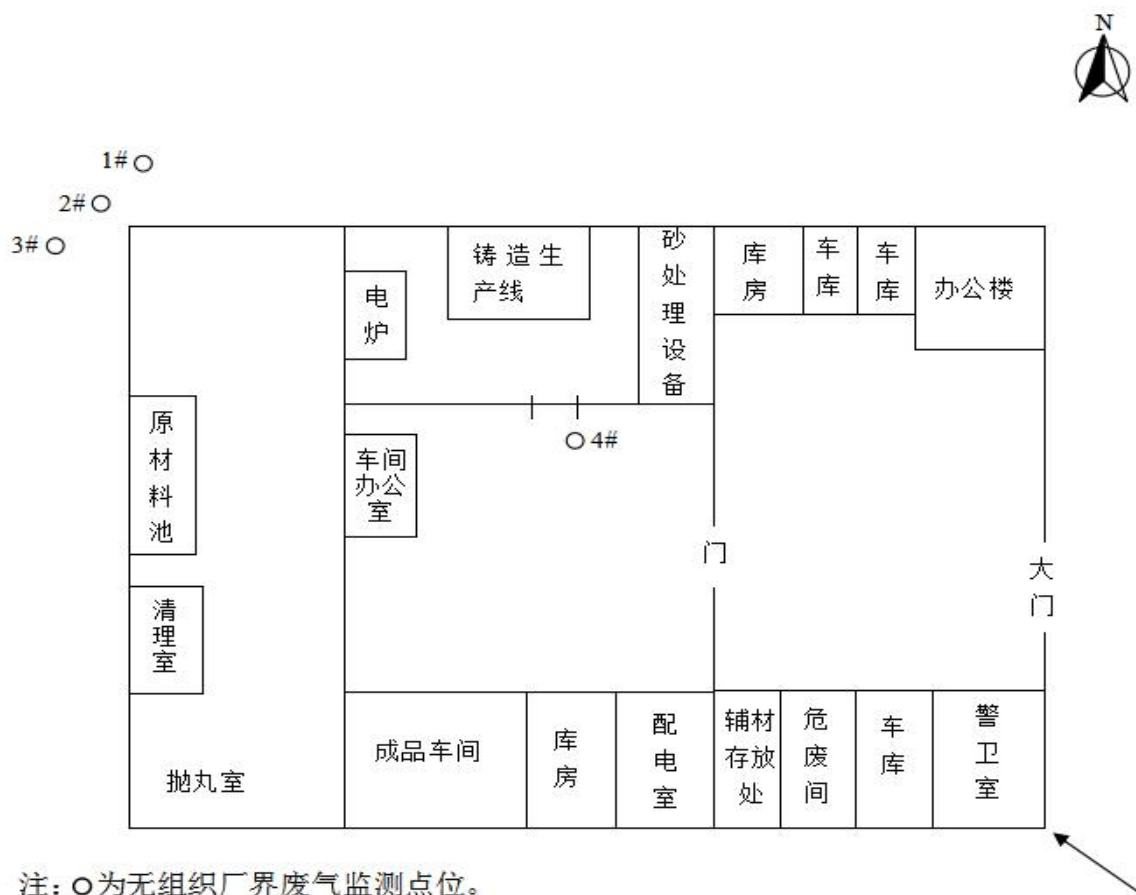 N
1#
2#
3#
铸造生
产线
砂处理设备
库房
车库
车库
办公楼
电炉
原材料池
4#
车间
办公
室
门
大门
清理室
成品车间
库房
配电室
辅材
存放
处
危废间
车库
警卫室
抛丸室
注：为无组织厂界废气监测点位。